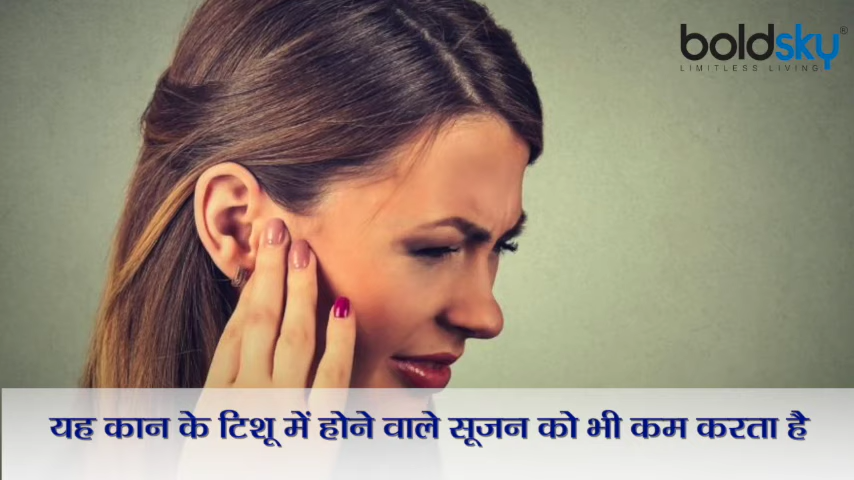 boldsky®
LIMITLESS LIVING
यह कान के टिशू में होने वाले सूजन को भी कम करता है